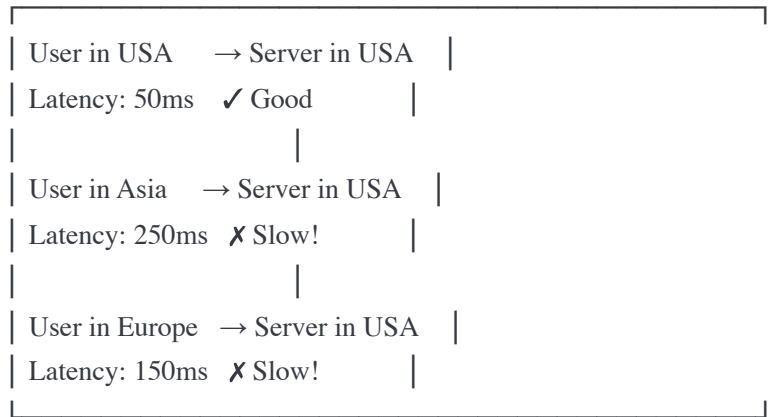 User in USA → Server in USA
Latency: 50ms ✓ Good
User in Asia → Server in USA
Latency: 250ms ✗ Slow!
User in Europe → Server in USA
Latency: 150ms ✗ Slow!